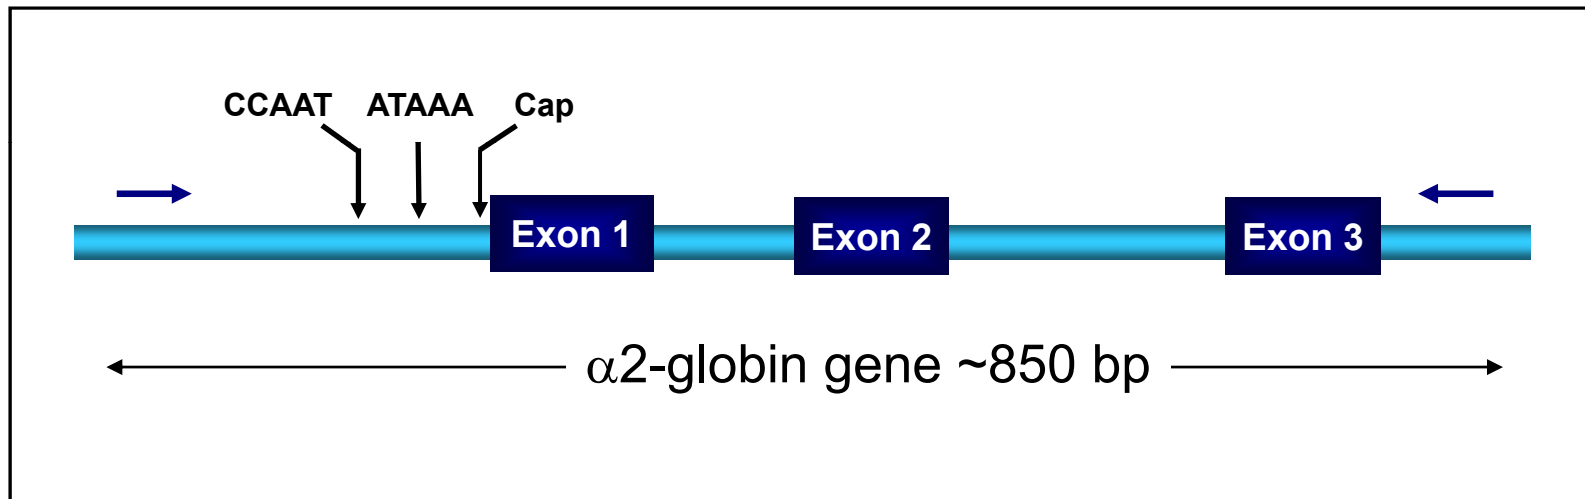 CCAAT ATAAA Cap
Exon 1 Exon 2 Exon 3
α2-globin gene ~850 bp